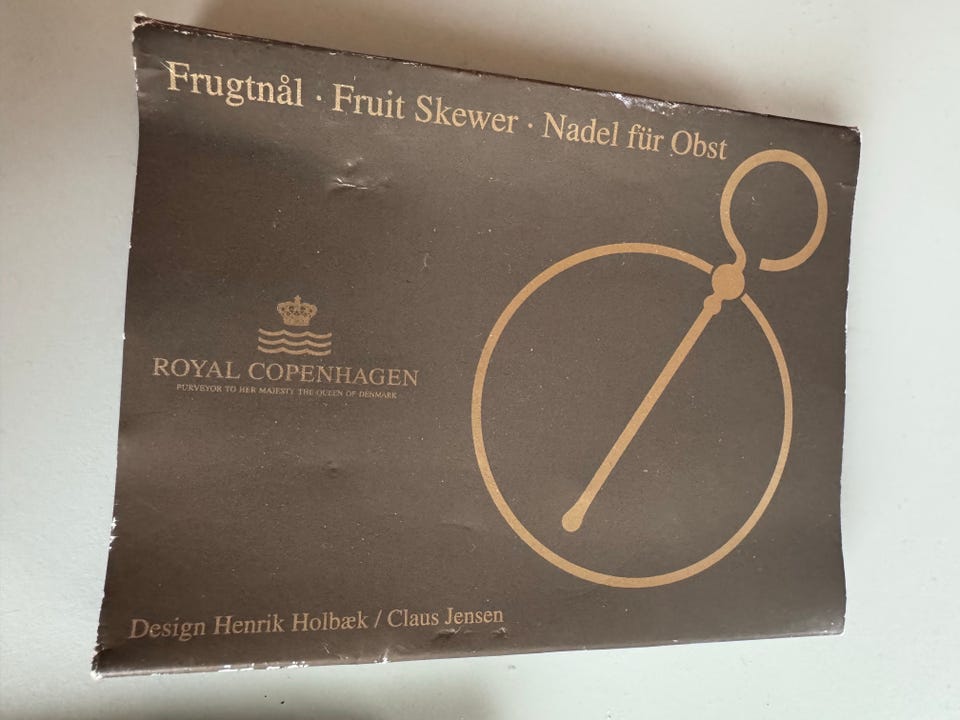 Frugtnål · Fruit Skewer · Nadel für Obst
ROYAL COPENHAGEN
PURVEYOR TO HER MAJESTY THE QUEEN OF DENMARK
Design Henrik Holbæk / Claus Jensen